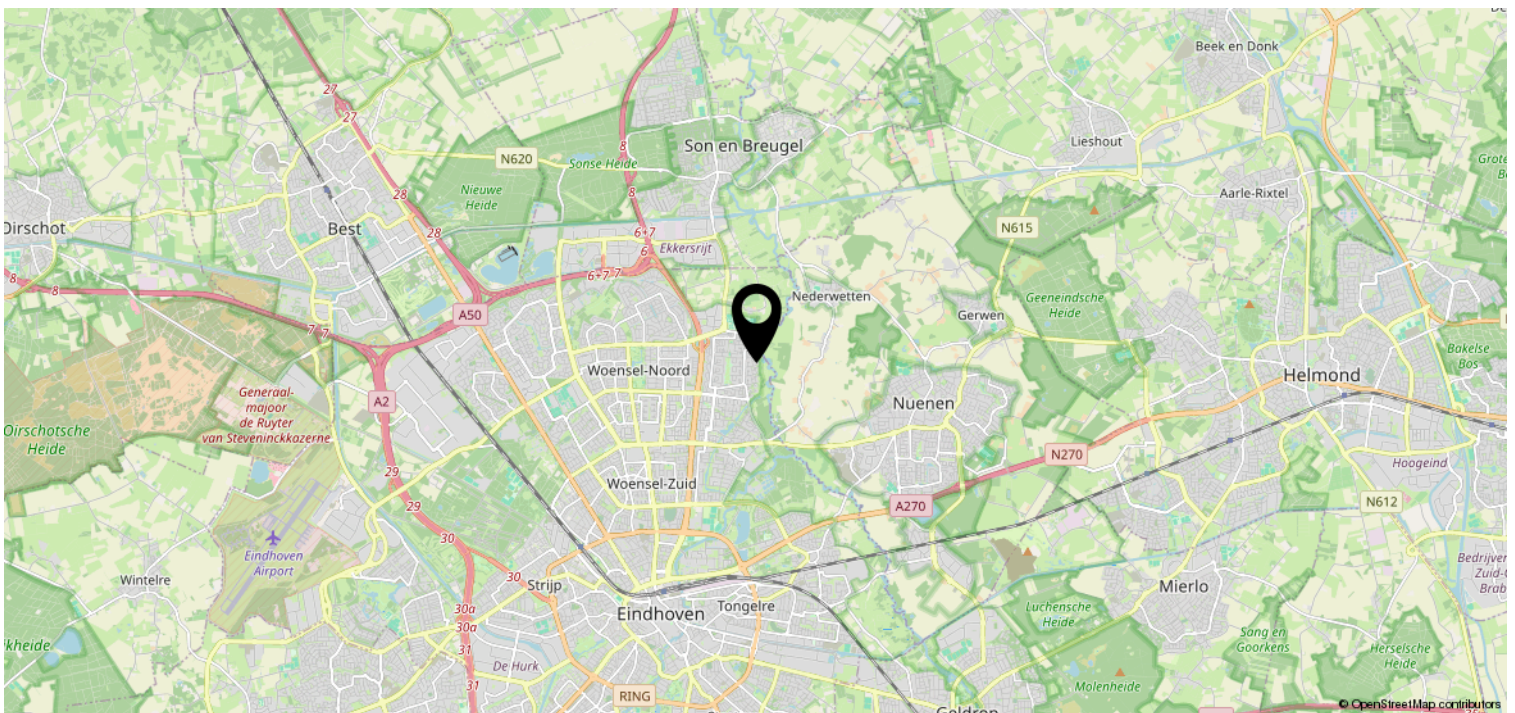 27
27
Beek en Donk
8
Son en Breugel
Lieshout
N620
Sonse Heide
28
8
Nieuwe
Heide
Aarle-Rixtel
Oirschot
Best
28
6+7
6
Ekkersrijt
N615
8
8
6+7
7
Nederwetten
Geeneindsche
Heide
A50
Gerwen
7
7
Bakelse
Bos
Woensel-Noord
Helmond
A2
Generaal-
majoor
de Ruyter
van Steveninckkazerne
Nuenen
Oirschotsche
Heide
N270
29
Hoogeind
Woensel-Zuid
29
A270
N612
30
Eindhoven
Airport
Wintelre
30
Strijp
Mierlo
30a
Eindhoven
Tongelre
Luchensche
Heide
30a
Sang en
Goorkens
31
De Hurk
Herselsche
Heide
31
RING
Molenheide
© OpenStreetMap contributors